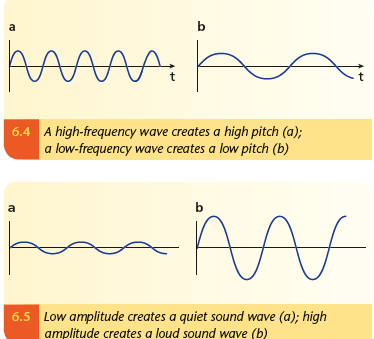 a
b
t
t
6.4 A high-frequency wave creates a high pitch (a);
a low-frequency wave creates a low pitch (b)
a
b
6.5 Low amplitude creates a quiet sound wave (a); high
amplitude creates a loud sound wave (b)